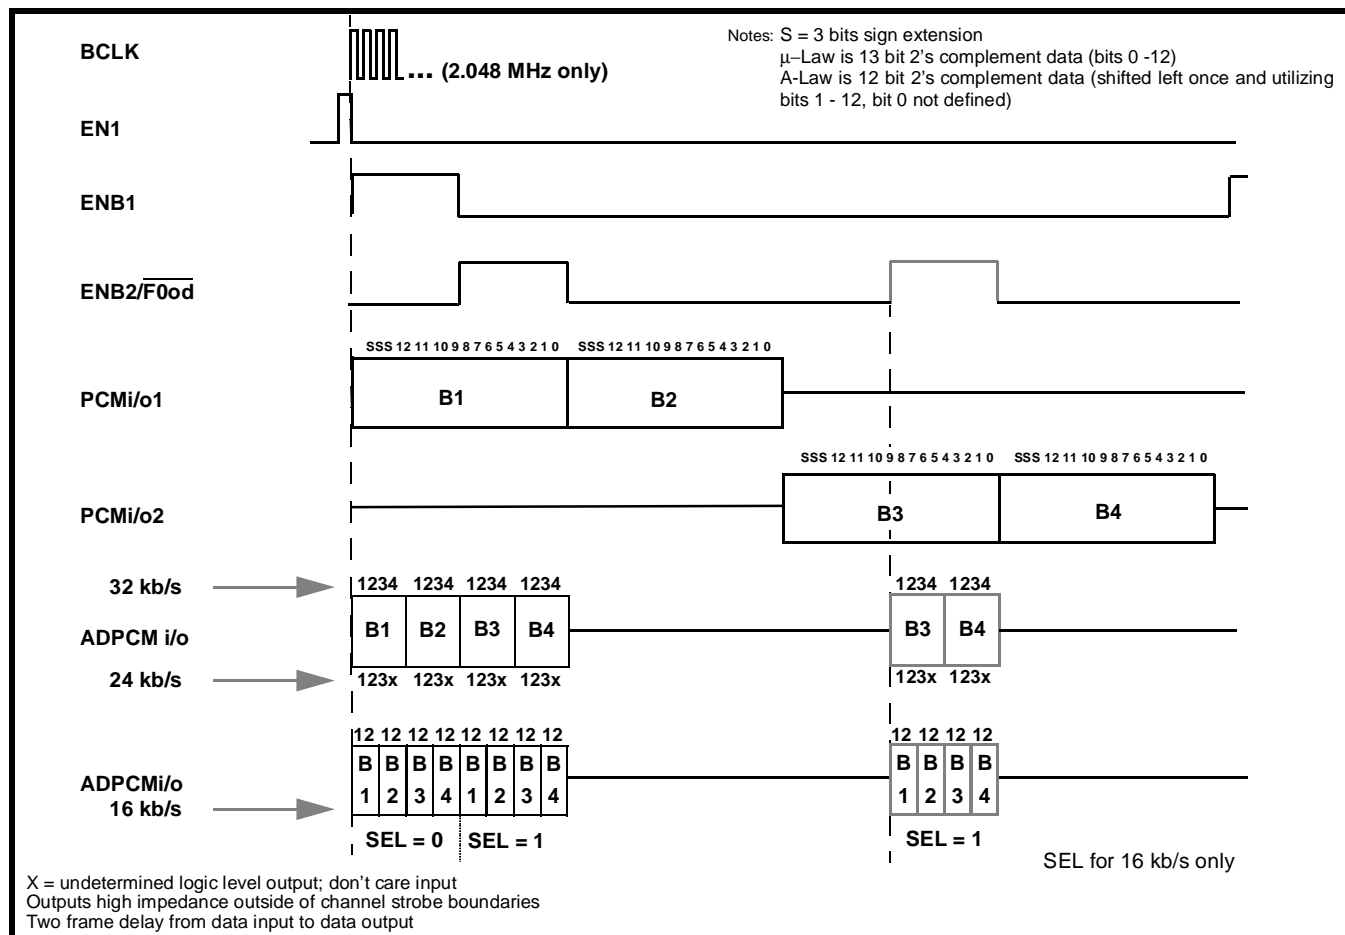 BCLK
... (2.048 MHz only)
Notes: S = 3 bits sign extension
μ–Law is 13 bit 2's complement data (bits 0 -12)
A-Law is 12 bit 2's complement data (shifted left once and utilizing
bits 1 - 12, bit 0 not defined)
EN1
ENB1
ENB2/F0od
SSS 12 11 10 9 8 7 6 5 4 3 2 1 0 SSS 12 11 10 9 8 7 6 5 4 3 2 1 0
PCMi/o1
B1 B2
SSS 12 11 10 9 8 7 6 5 4 3 2 1 0 SSS 12 11 10 9 8 7 6 5 4 3 2 1 0
PCMi/o2
B3 B4
32 kb/s
1234 1234 1234 1234 1234 1234
ADPCM i/o
B1 B2 B3 B4 B3 B4
24 kb/s
123x 123x 123x 123x 123x 123x
12 12 12 12 12 12 12 12 12 12 12 12
B B B B B B B B B B B B
ADPCMi/o
1 2 3 4 1 2 3 4 1 2 3 4
16 kb/s
SEL = 0 SEL = 1 SEL = 1
SEL for 16 kb/s only
X = undetermined logic level output; don't care input
Outputs high impedance outside of channel strobe boundaries
Two frame delay from data input to data output